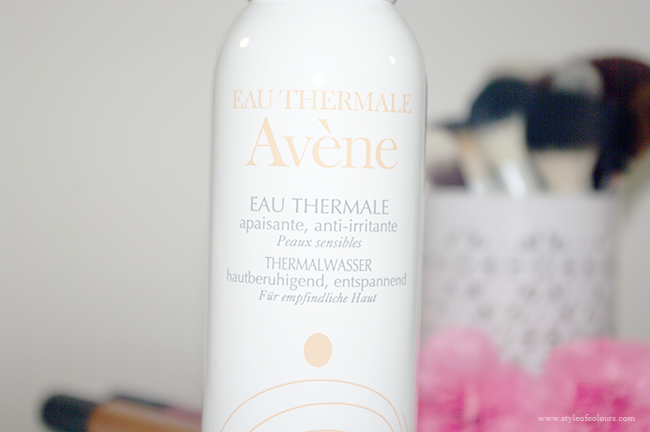 EAU THERMALE
Avène
EAU THERMALE
apaisante, anti-irritante
Peaux sensibles
THERMALWASSER
hautberuhigend, entspannend
Für empfindliche Haut
www.styleofcolours.com